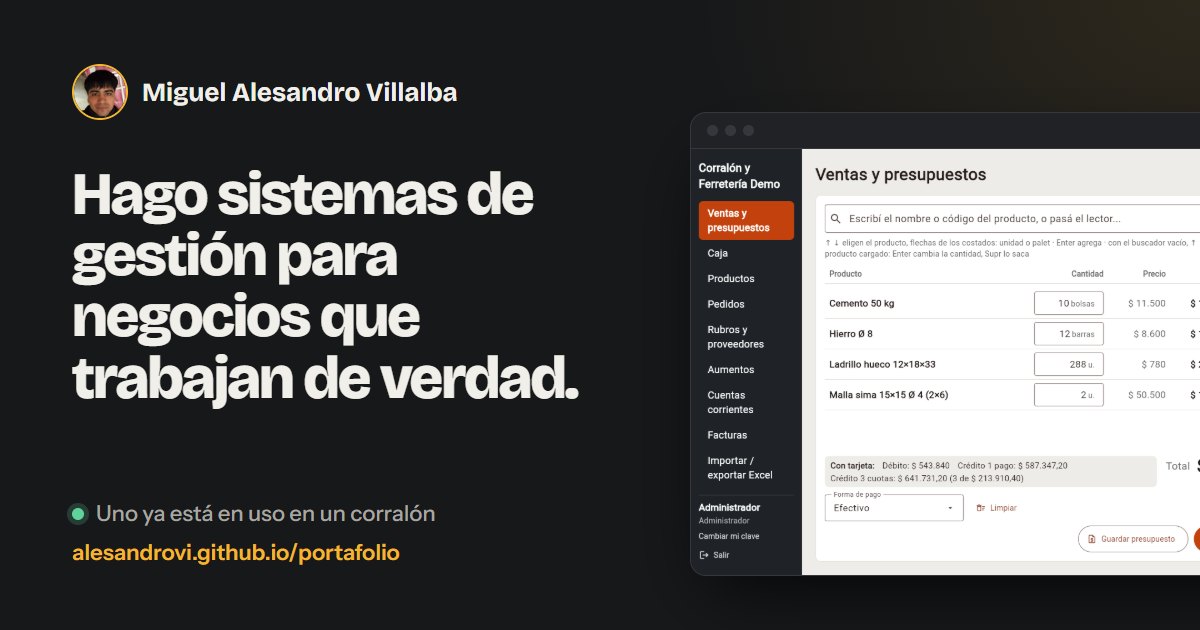 Miguel Alesandro Villalba
Hago sistemas de
gestión para
negocios que
trabajan de verdad.
Uno ya está en uso en un corralón
alesandrovi.github.io/portafolio
Corralón y
Ferretería Demo
Ventas y
presupuestos
Caja
Productos
Pedidos
Rubros y
proveedores
Aumentos
Cuentas
corrientes
Facturas
Importar /
exportar Excel
Administrador
Administrador
Cambiar mi clave
Salir
Ventas y presupuestos
Escribí el nombre o código del producto, o pasá el lector...
↑ ↓ eligen el producto, flechas de los costados: unidad o palet · Enter agrega · con el buscador vacío, ↑
producto cargado: Enter cambia la cantidad, Supr lo saca
Producto Cantidad Precio
Cemento 50 kg 10 bolsas $ 11.500 $
Hierro Ø 8 12 barras $ 8.600 $
Ladrillo hueco 12×18×33 288 u. $ 780 $
Malla sima 15×15 Ø 4 (2×6) 2 u. $ 50.500 $
Con tarjeta: Débito: $ 543.840 Crédito 1 pago: $ 587.347,20
Crédito 3 cuotas: $ 641.731,20 (3 de $ 213.910,40)
Total $
Forma de pago
Efectivo
Limpiar
Guardar presupuesto